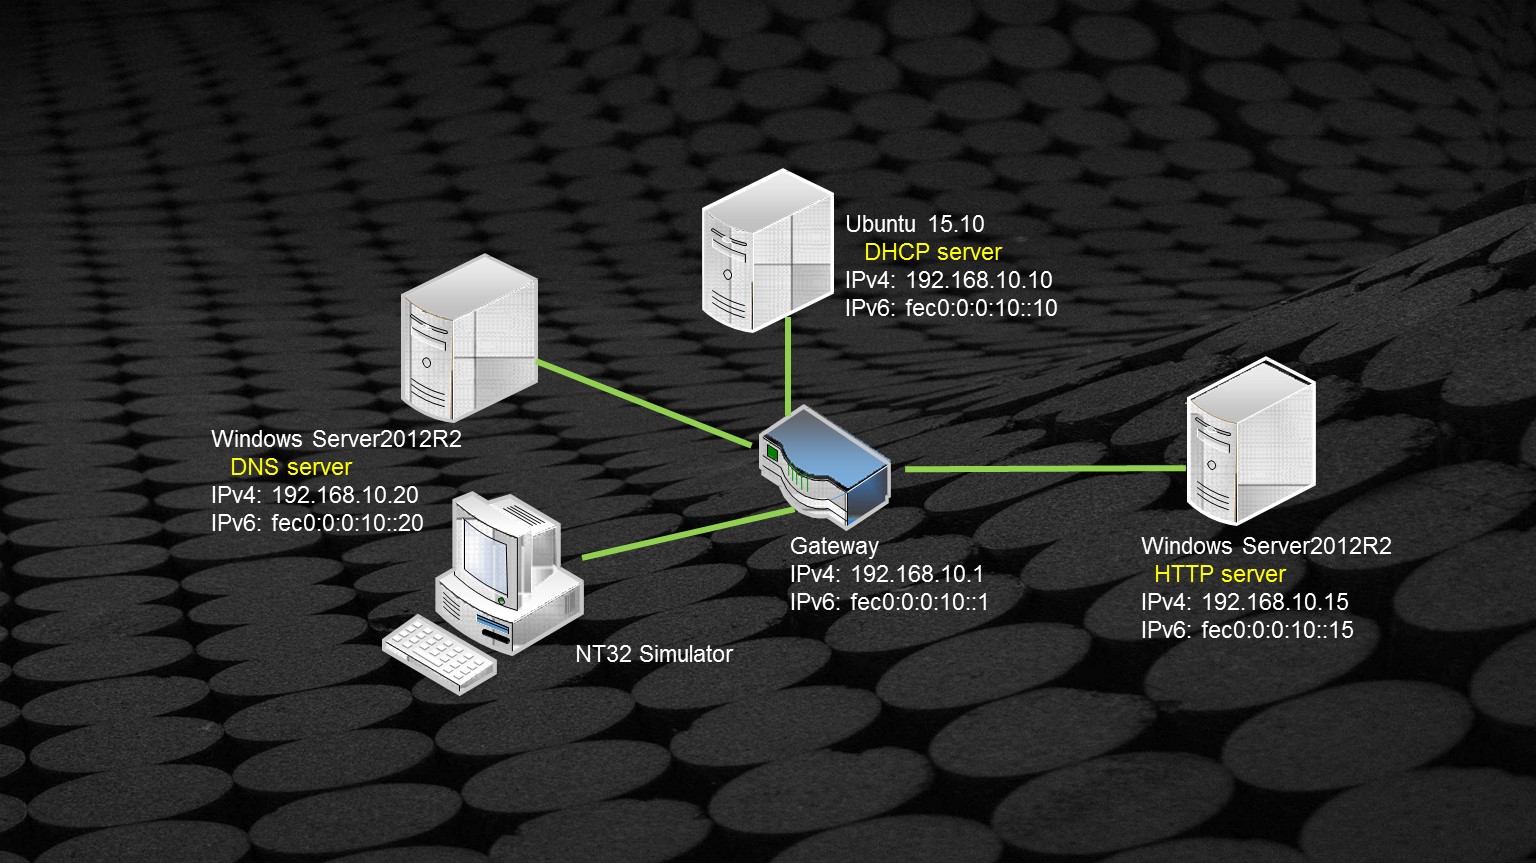 Ubuntu 15.10
DHCP server
IPv4: 192.168.10.10
IPv6: fec0:0:0:10::10
Windows Server2012R2
DNS server
IPv4: 192.168.10.20
IPv6: fec0:0:0:10::20
Gateway
IPv4: 192.168.10.1
IPv6: fec0:0:0:10::1
Windows Server2012R2
HTTP server
IPv4: 192.168.10.15
IPv6: fec0:0:0:10::15
NT32 Simulator